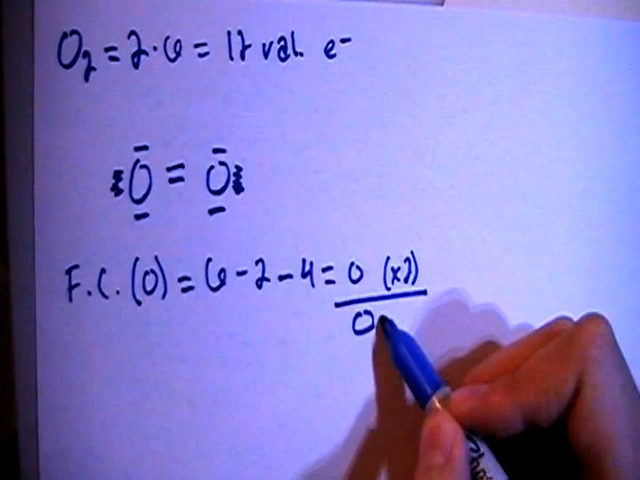 O₂ = 2·6 = 12 val. e⁻
O = O
F.C.(O) = 6 - 2 - 4 = 0 (x2)
0